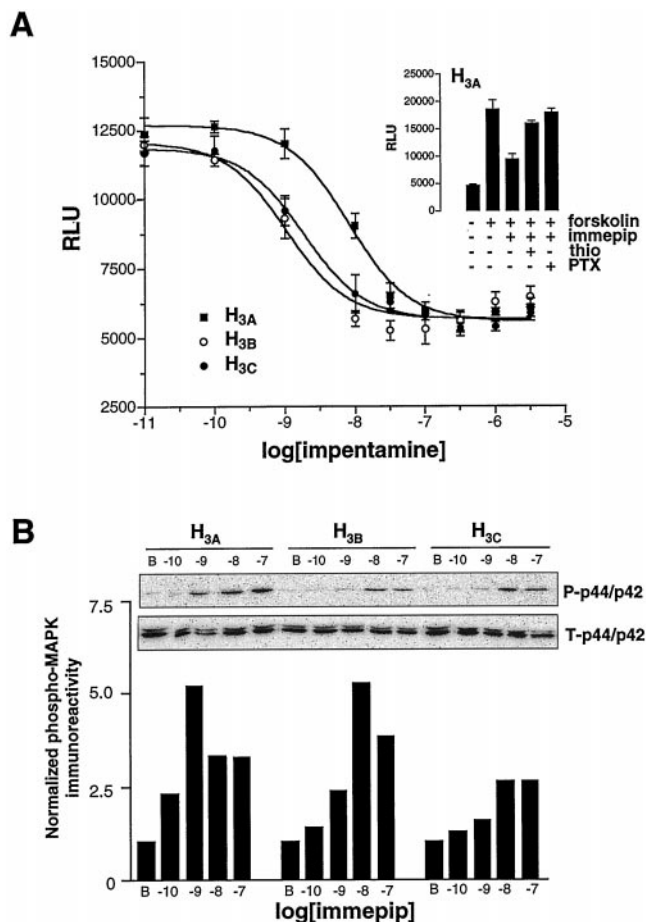 A
15000
12500
10000
7500
5000
2500
RLU
-11 -10 -9 -8 -7 -6 -5
log[impentamine]
H3A
H3B
H3C
H3A
25000
20000
15000
10000
5000
0
RLU
- + + + + forskolin
- - + + + immepip
- - - + - thio
- - - - + PTX
B
H3A H3B H3C
B -10 -9 -8 -7 B -10 -9 -8 -7 B -10 -9 -8 -7
P-p44/p42
T-p44/p42
7.5
5.0
2.5
0
Normalized phospho-MAPK
immunoreactivity
B -10 -9 -8 -7 B -10 -9 -8 -7 B -10 -9 -8 -7
log[immepip]